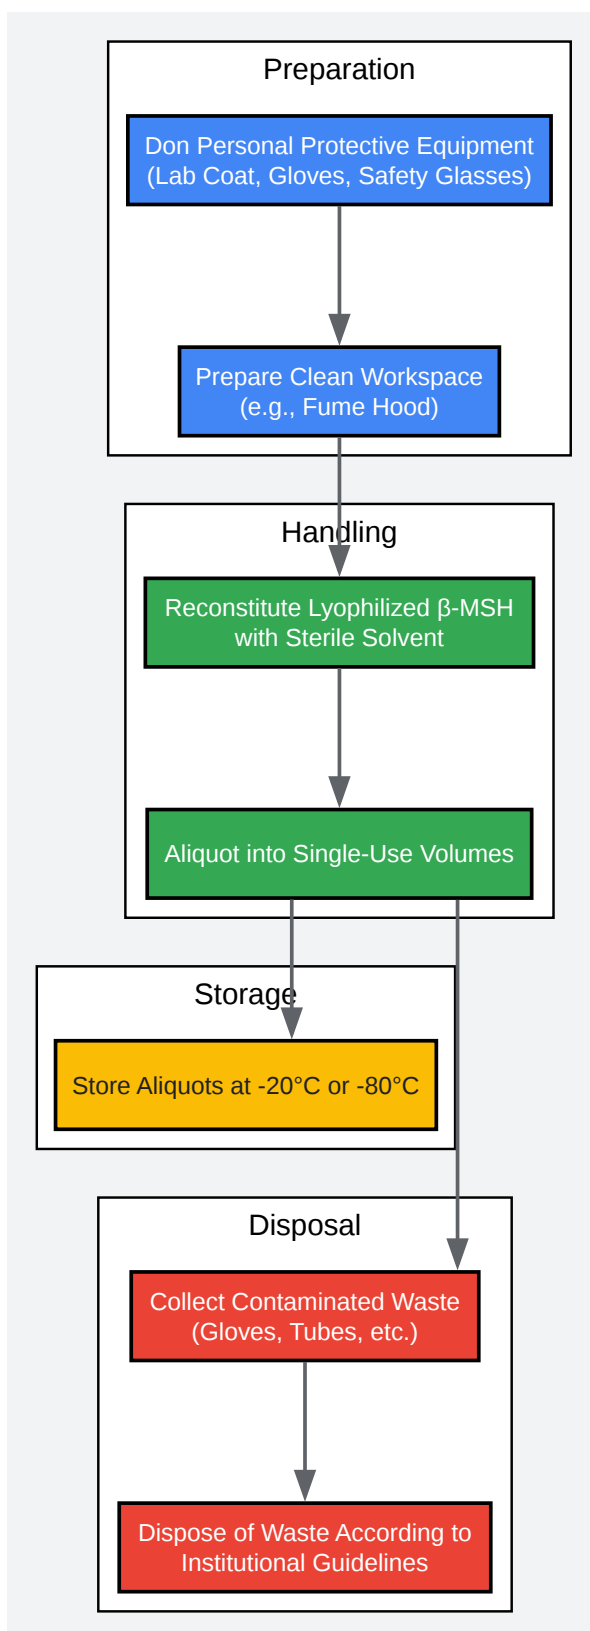 Preparation
Don Personal Protective Equipment
(Lab Coat, Gloves, Safety Glasses)
Prepare Clean Workspace
(e.g., Fume Hood)
Handling
Reconstitute Lyophilized β-MSH
with Sterile Solvent
Aliquot into Single-Use Volumes
Storage
Store Aliquots at -20°C or -80°C
Disposal
Collect Contaminated Waste
(Gloves, Tubes, etc.)
Dispose of Waste According to
Institutional Guidelines